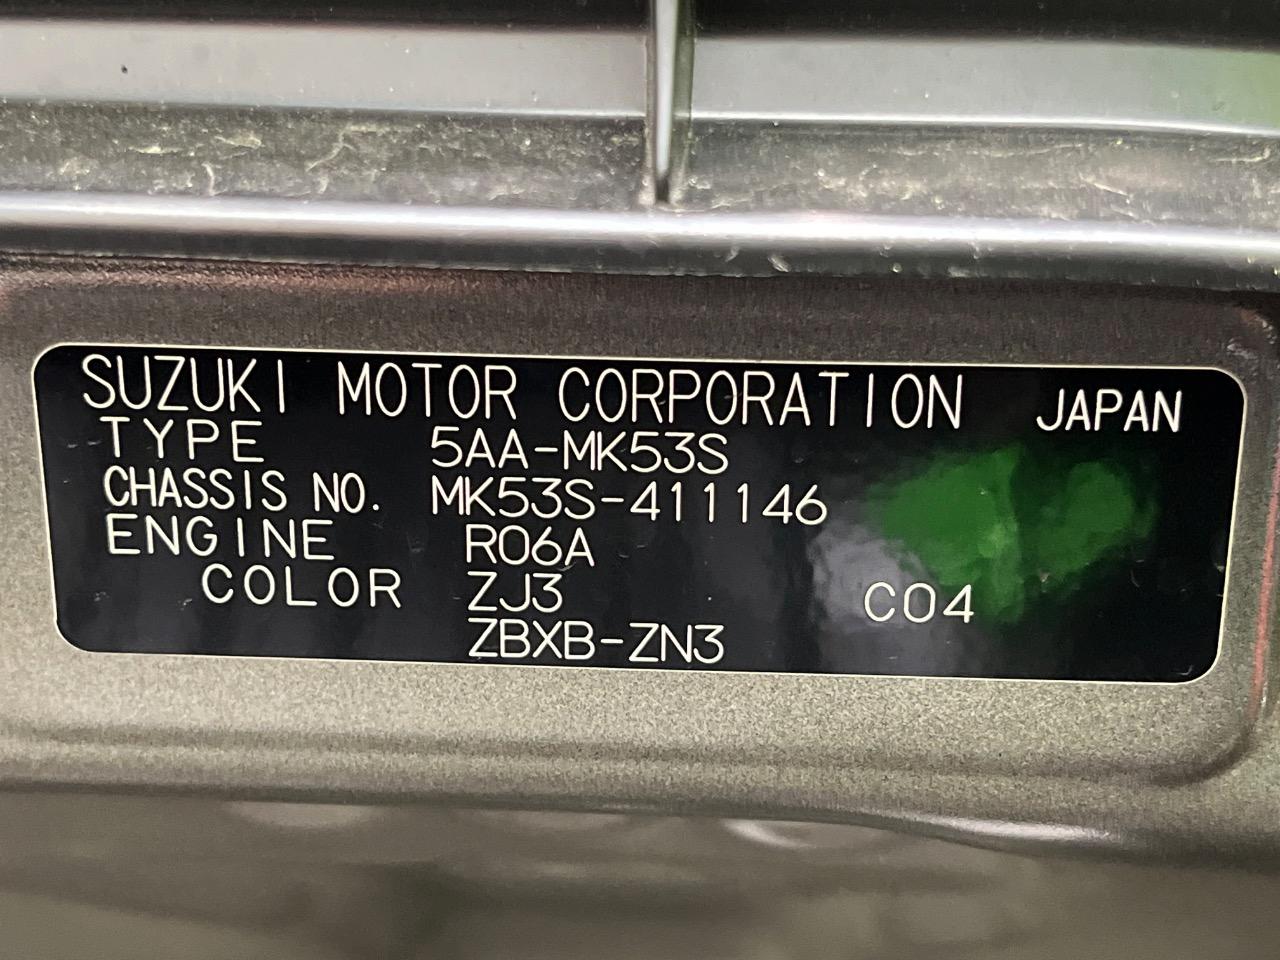 SUZUKI MOTOR CORPORATION JAPAN
TYPE 5AA-MK53S
CHASSIS NO. MK53S-411146
ENGINE R06A
COLOR ZJ3 C04
ZBXB-ZN3